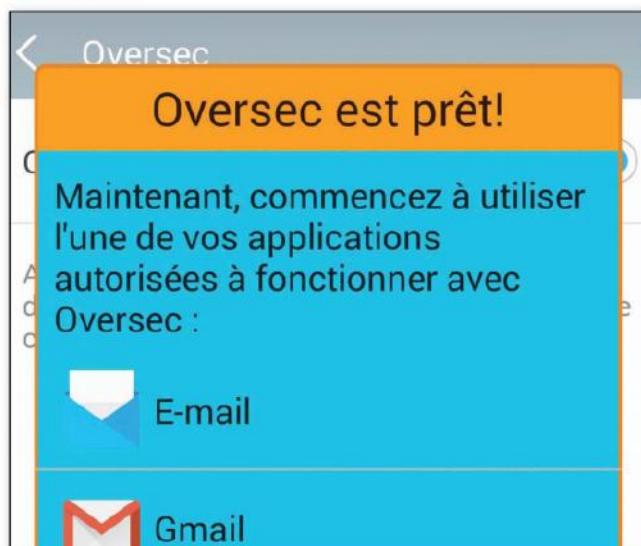 Oversec
Oversec est prêt!
Maintenant, commencez à utiliser
l'une de vos applications
autorisées à fonctionner avec
Oversec :
E-mail
Gmail